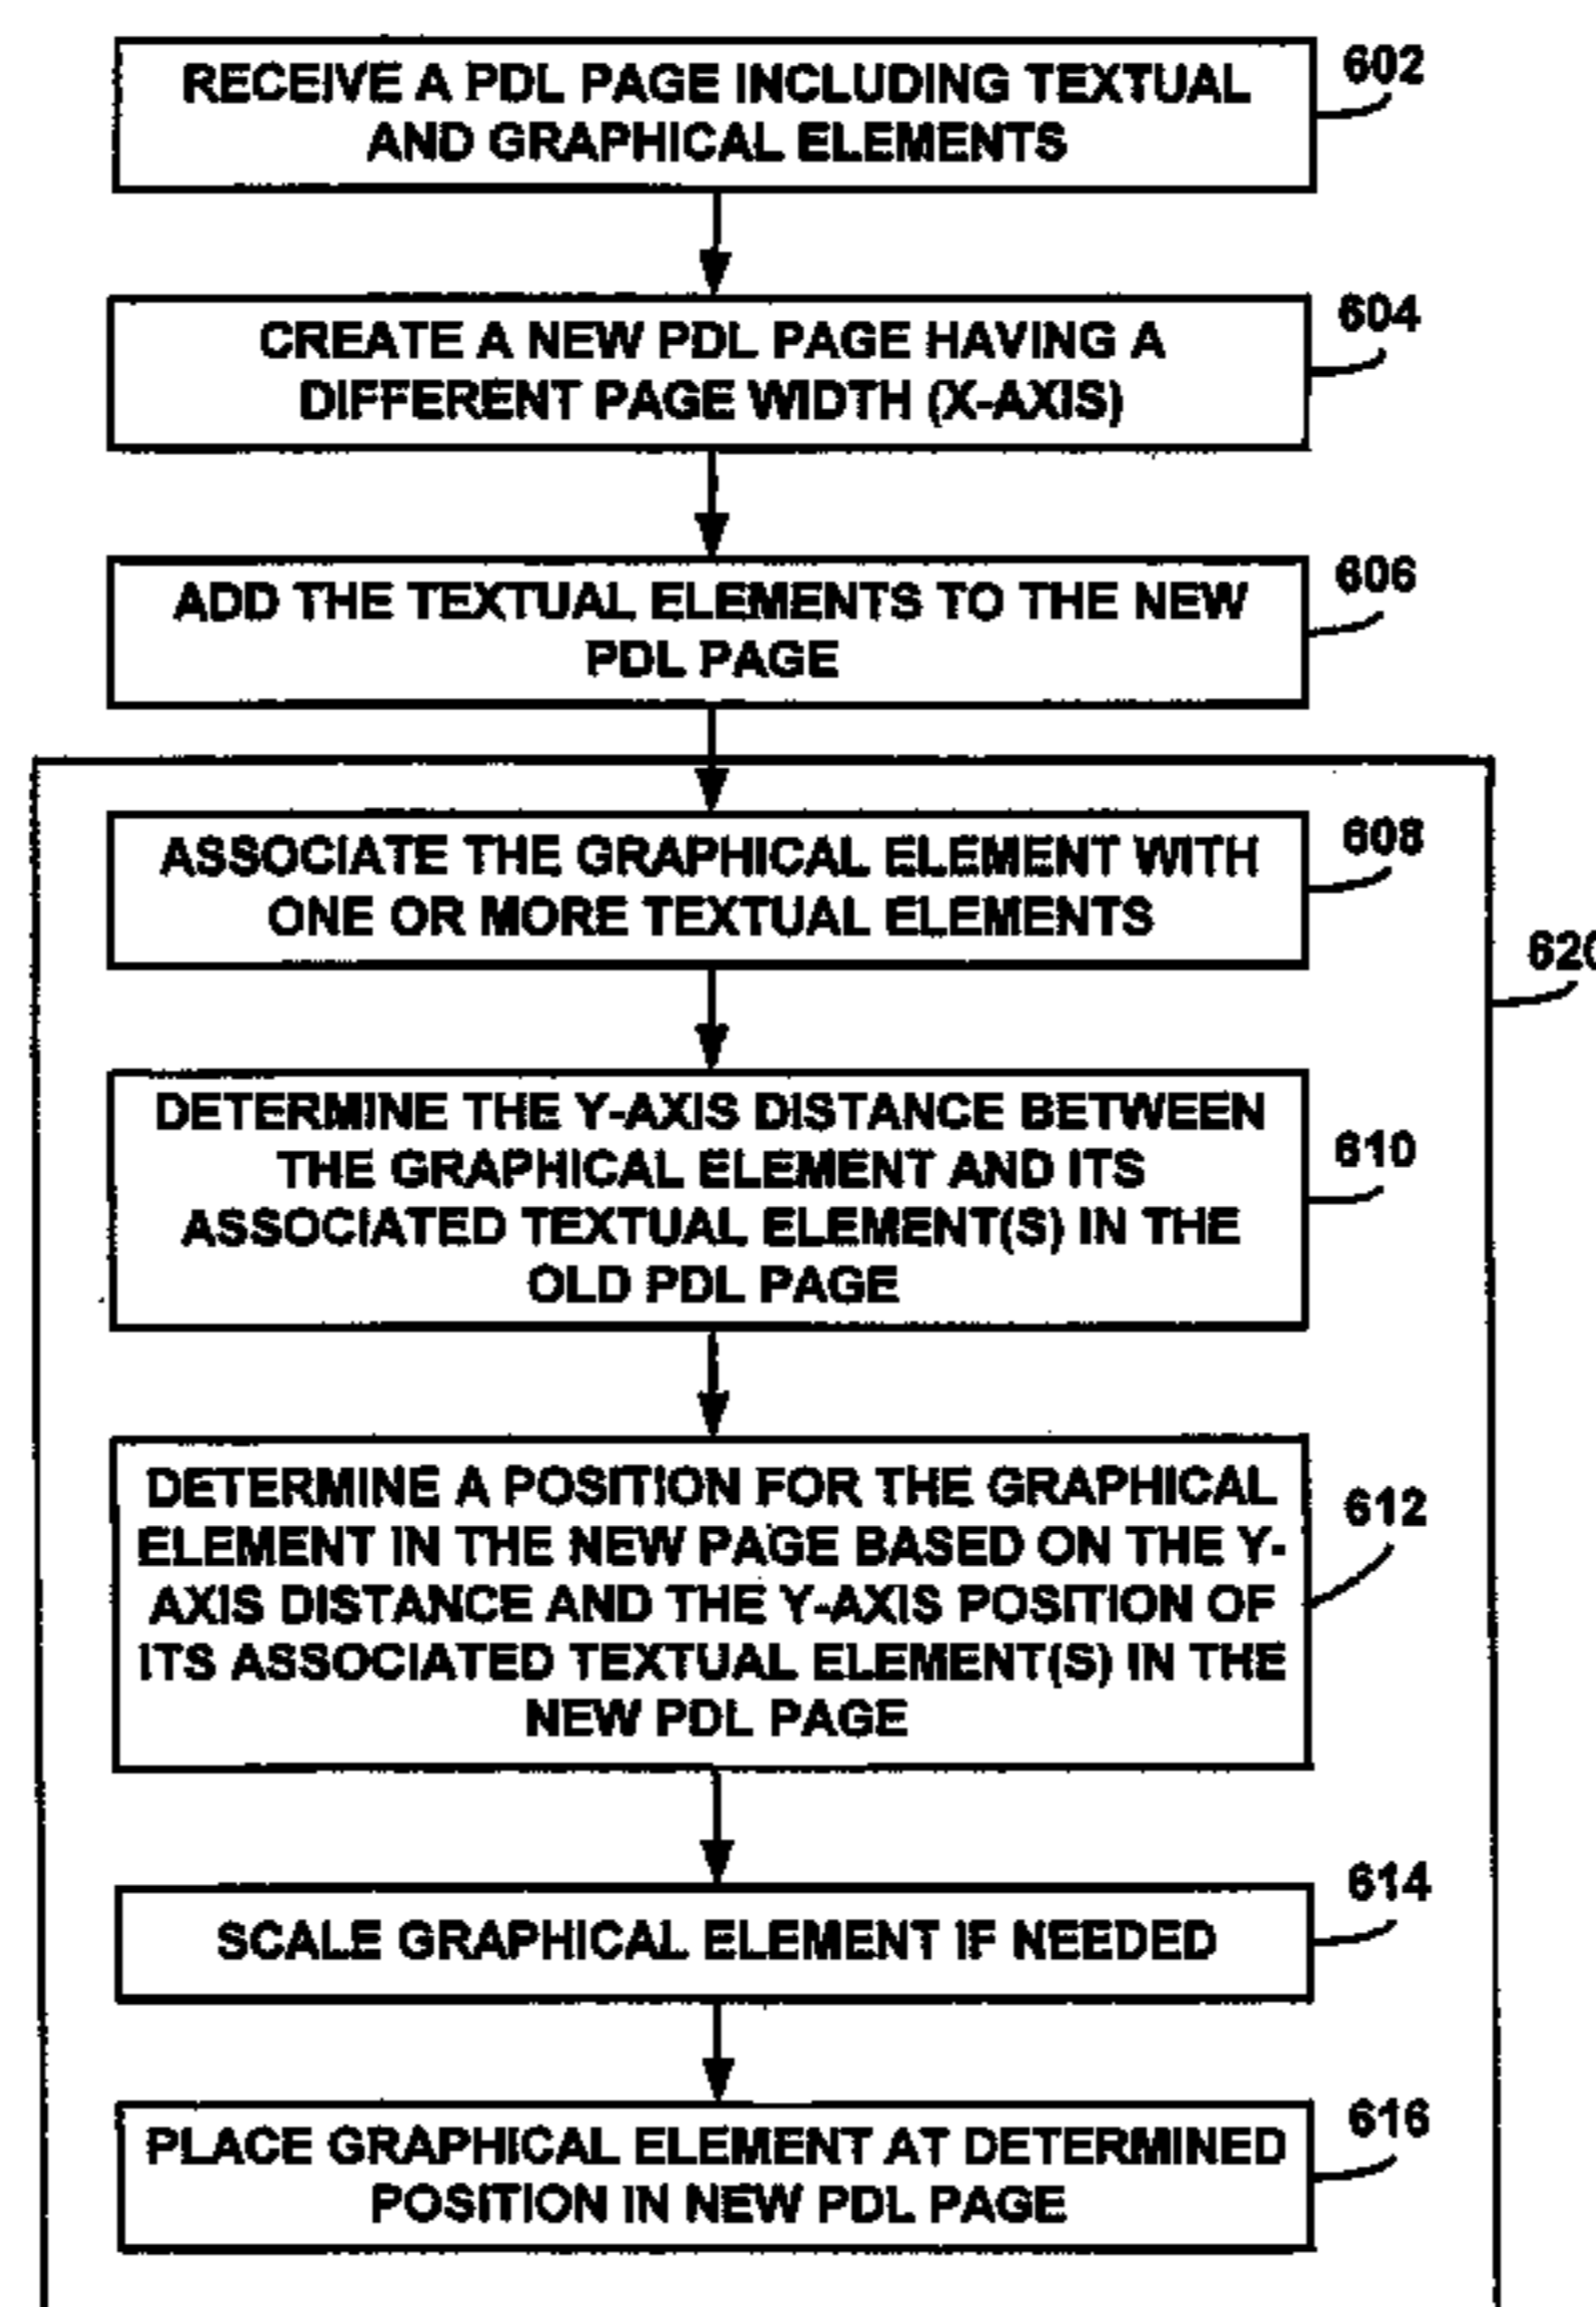 RECEIVE A PDL PAGE INCLUDING TEXTUAL
AND GRAPHICAL ELEMENTS
602
CREATE A NEW PDL PAGE HAVING A
DIFFERENT PAGE WIDTH (X-AXIS)
604
ADD THE TEXTUAL ELEMENTS TO THE NEW
PDL PAGE
606
ASSOCIATE THE GRAPHICAL ELEMENT WITH
ONE OR MORE TEXTUAL ELEMENTS
608
620
DETERMINE THE Y-AXIS DISTANCE BETWEEN
THE GRAPHICAL ELEMENT AND ITS
ASSOCIATED TEXTUAL ELEMENT(S) IN THE
OLD PDL PAGE
610
DETERMINE A POSITION FOR THE GRAPHICAL
ELEMENT IN THE NEW PAGE BASED ON THE Y-
AXIS DISTANCE AND THE Y-AXIS POSITION OF
ITS ASSOCIATED TEXTUAL ELEMENT(S) IN THE
NEW PDL PAGE
612
SCALE GRAPHICAL ELEMENT IF NEEDED
614
PLACE GRAPHICAL ELEMENT AT DETERMINED
POSITION IN NEW PDL PAGE
616